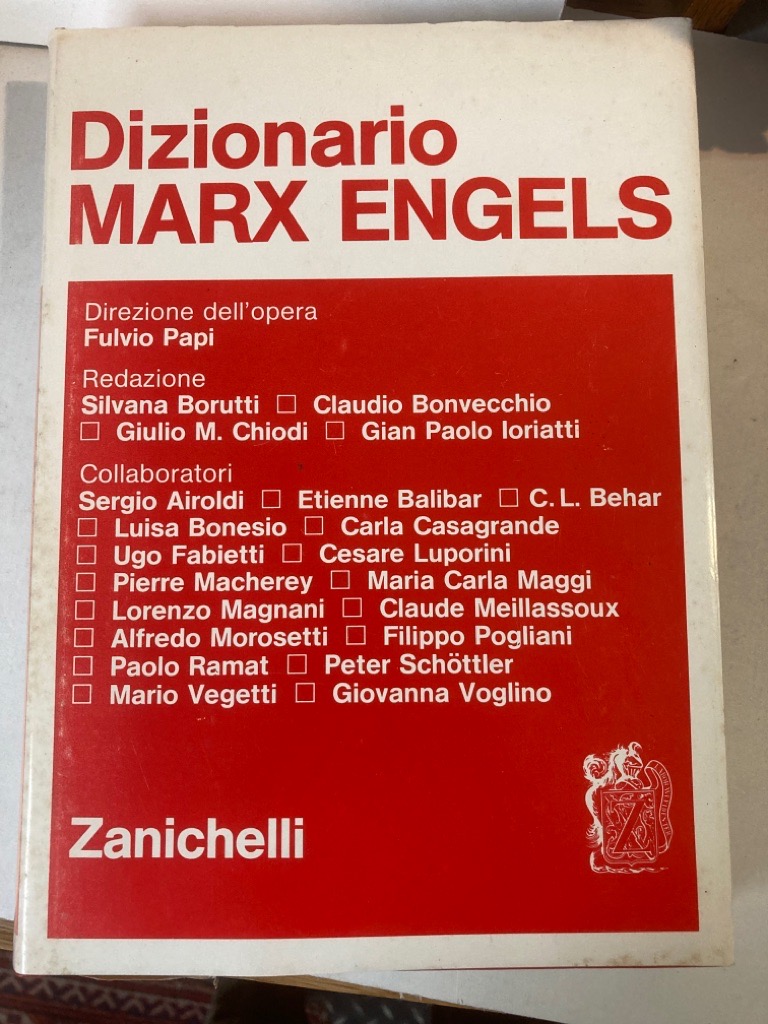 Dizionario
MARX ENGELS
Direzione dell'opera
Fulvio Papi
Redazione
Silvana Borutti □ Claudio Bonvecchio
□ Giulio M. Chiodi □ Gian Paolo Ioriatti
Collaboratori
Sergio Airoldi □ Etienne Balibar □ C. L. Behar
□ Luisa Bonesio □ Carla Casagrande
□ Ugo Fabietti □ Cesare Luporini
□ Pierre Macherey □ Maria Carla Maggi
□ Lorenzo Magnani □ Claude Meillassoux
□ Alfredo Morosetti □ Filippo Pogliani
□ Paolo Ramat □ Peter Schöttler
□ Mario Vegetti □ Giovanna Voglino
Zanichelli
Z